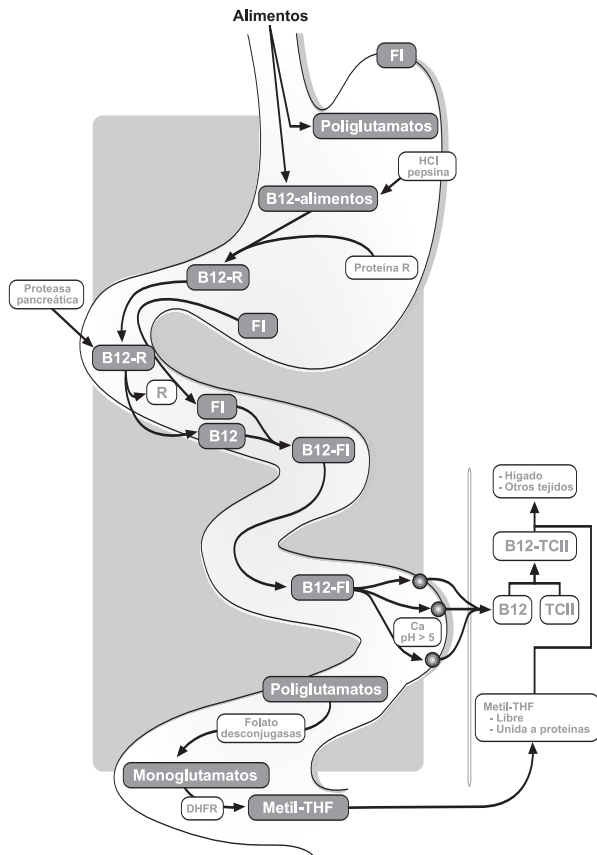 Alimentos
FI
Poliglutamatos
HCl
pepsina
B12-alimentos
Proteína R
B12-R
Proteasa
pancreática
FI
B12-R
R
FI
B12
B12-FI
- Hígado
- Otros tejidos
B12-TCII
B12-FI
B12
TCII
Ca
pH > 5
Poliglutamatos
Metil-THF
- Libre
- Unida a proteínas
Folato
desconjugasas
Monoglutamatos
DHFR
Metil-THF